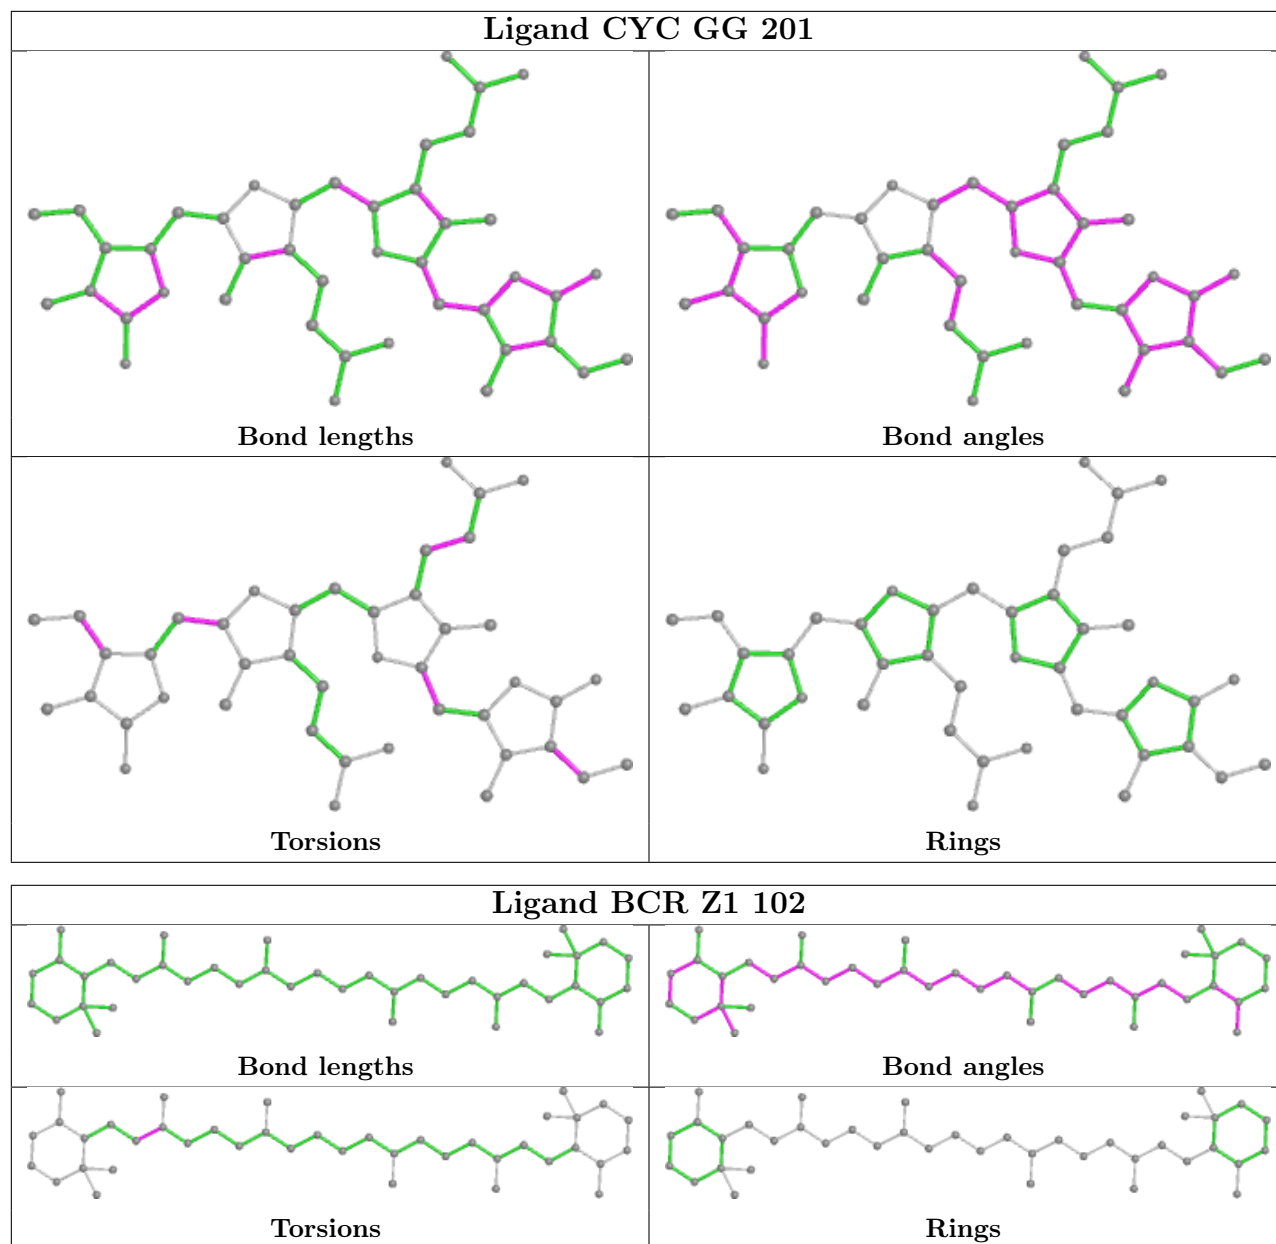 Ligand CYC GG 201
Bond lengths
Bond angles
Torsions
Rings
Ligand BCR Z1 102
Bond lengths
Bond angles
Torsions
Rings